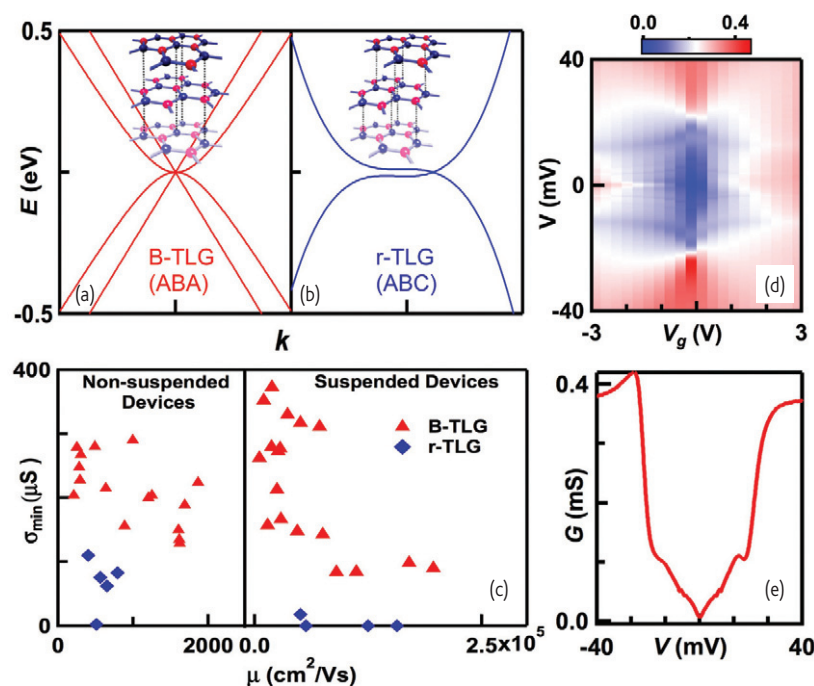 0.5
E (eV)
-0.5
B-TLG
(ABA)
(a)
r-TLG
(ABC)
(b)
k
0.0 0.4
40
V (mV)
0
-40
-3
V_g (V)
3
(d)
400
σ_min (μS)
0
Non-suspended
Devices
Suspended Devices
B-TLG
r-TLG
(c)
0
2000
0.0
2.5x10^5
μ (cm^2/Vs)
0.4
G (mS)
0.0
(e)
-40
V (mV)
40